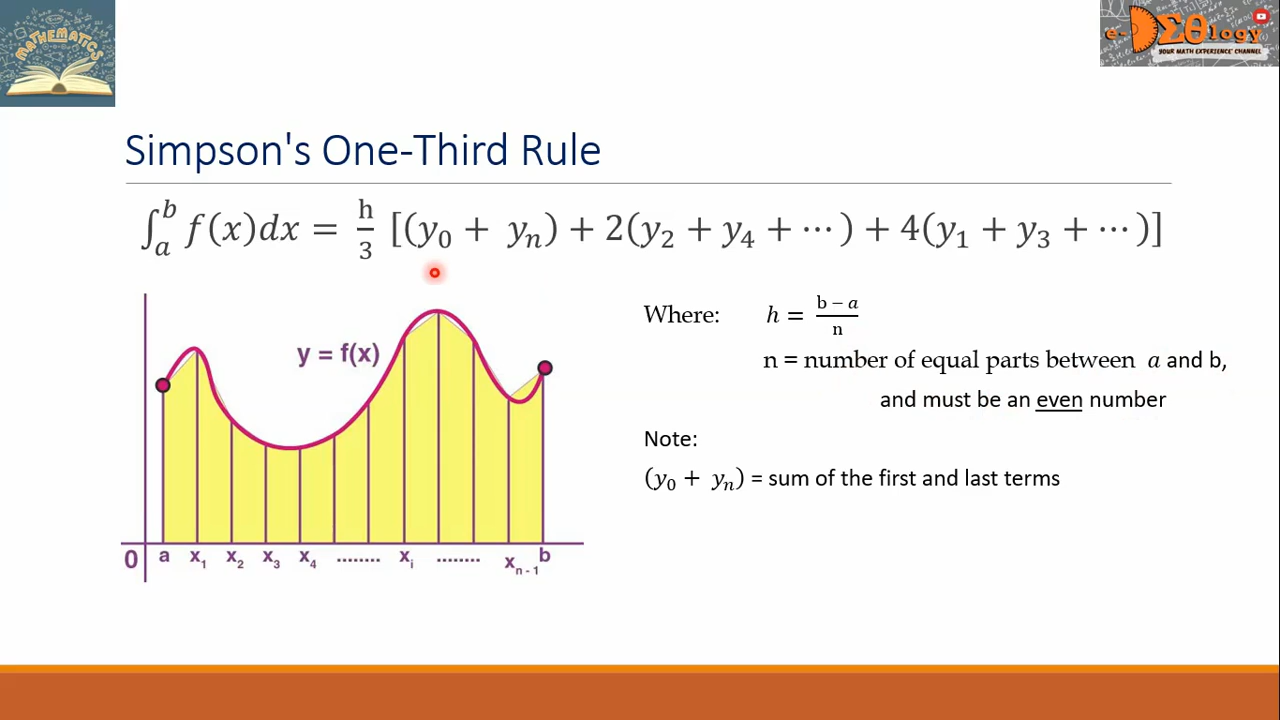 MATHEMATICS
e-DΣθlogy
YOUR MATH EXPERIENCE CHANNEL
Simpson's One-Third Rule
∫ₐᵇ f(x)dx = h/3 [(y₀ + yₙ) + 2(y₂ + y₄ + ⋯) + 4(y₁ + y₃ + ⋯)]
Where: h = b − a / n
n = number of equal parts between a and b,
and must be an even number
Note:
(y₀ + yₙ) = sum of the first and last terms
y = f(x)
0 a x₁ x₂ x₃ x₄ ........ xᵢ ........ xₙ₋₁ b